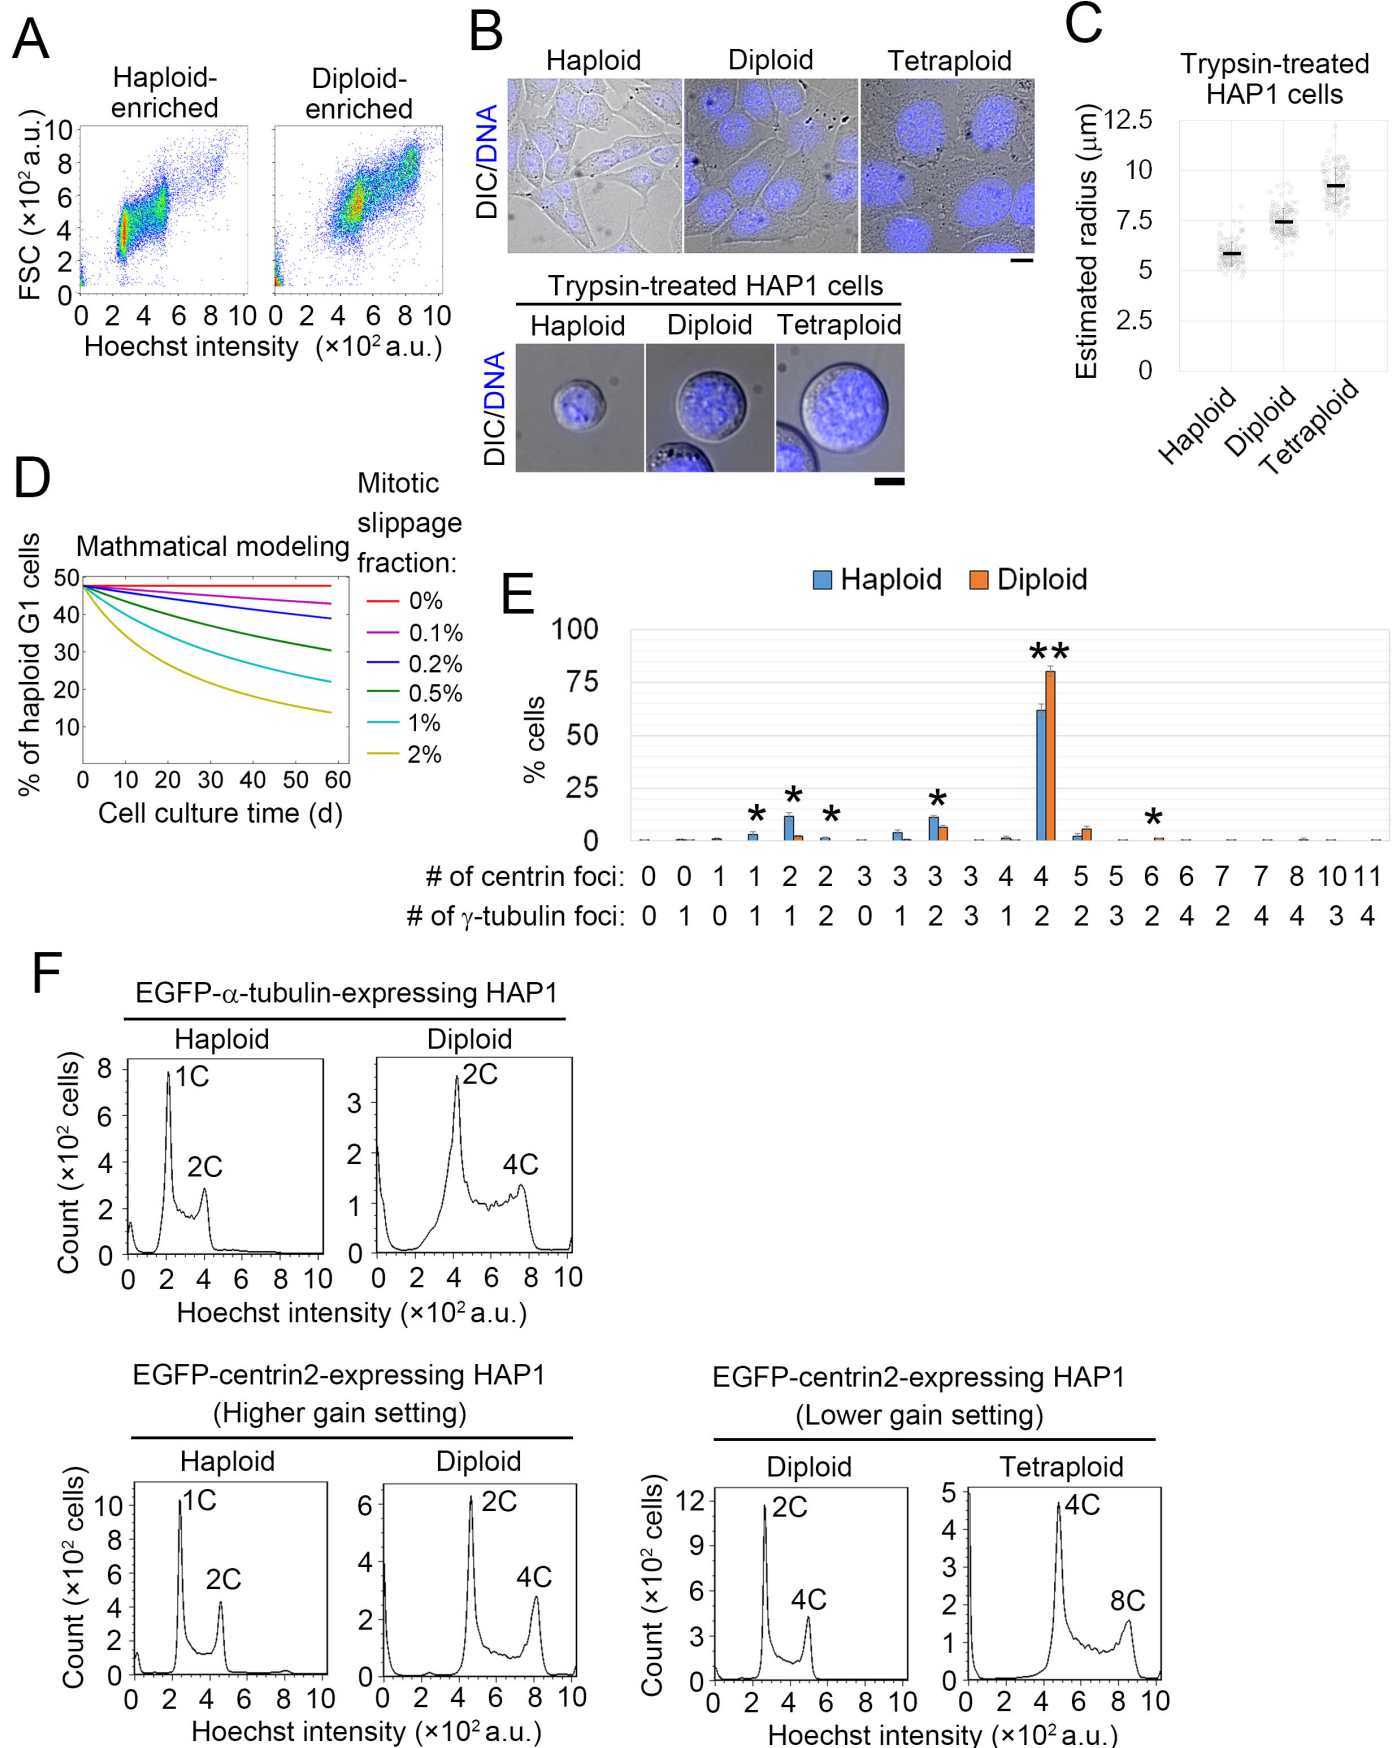 A
Haploid-
enriched
Diploid-
enriched
FSC (×10² a.u.)
10
8
6
4
2
0
0 2 4 6 8 10
0 2 4 6 8 10
Hoechst intensity (×10² a.u.)
B
Haploid Diploid Tetraploid
DIC/DNA
Trypsin-treated HAP1 cells
Haploid Diploid Tetraploid
DIC/DNA
C
Trypsin-treated
HAP1 cells
Estimated radius (μm)
12.5
10
7.5
5
2.5
0
Haploid
Diploid
Tetraploid
D
Mathmatical modeling
% of haploid G1 cells
50
40
30
20
10
0 10 20 30 40 50 60
Cell culture time (d)
Mitotic
slippage
fraction:
0%
0.1%
0.2%
0.5%
1%
2%
E
Haploid Diploid
% cells
100
75
50
25
0
* * * * ** *
# of centrin foci: 0 0 1 1 2 2 3 3 3 3 4 4 5 5 6 6 7 7 8 10 11
# of γ-tubulin foci: 0 1 0 1 1 2 0 1 2 3 1 2 2 3 2 4 2 4 4 3 4
F
EGFP-α-tubulin-expressing HAP1
Haploid Diploid
Count (×10² cells)
8
6
4
2
0
1C
2C
0 2 4 6 8 10
3
2
1
0
2C
4C
0 2 4 6 8 10
Hoechst intensity (×10² a.u.)
EGFP-centrin2-expressing HAP1
(Higher gain setting)
Haploid Diploid
Count (×10² cells)
10
8
6
4
2
0
1C
2C
0 2 4 6 8 10
6
4
2
0
2C
4C
0 2 4 6 8 10
Hoechst intensity (×10² a.u.)
EGFP-centrin2-expressing HAP1
(Lower gain setting)
Diploid Tetraploid
Count (×10² cells)
12
9
6
3
0
2C
4C
0 2 4 6 8 10
5
4
3
2
1
0
4C
8C
0 2 4 6 8 10
Hoechst intensity (×10² a.u.)